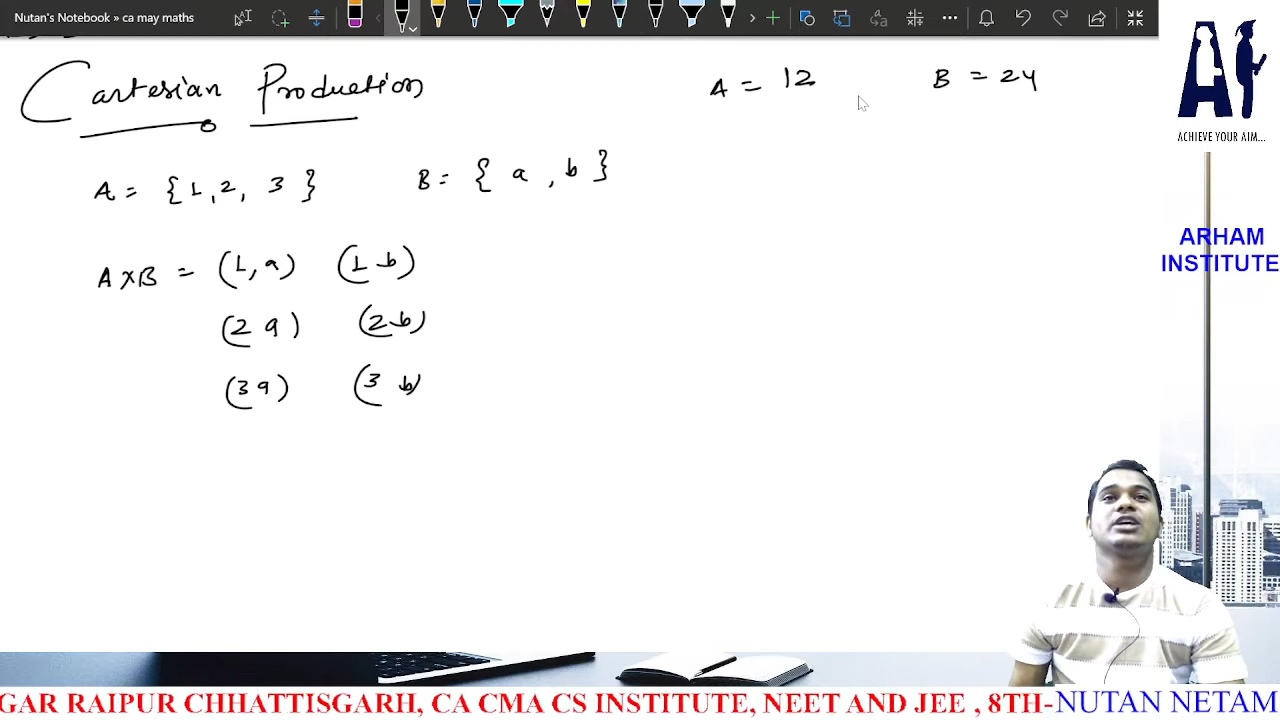 Nutan's Notebook » ca may maths
Cartesian Production
A = 12 B = 24
A = {1, 2, 3 } B = { a , b }
A×B = (1, a) (1 b)
(2 a) (2 b)
(3 a) (3 b)
AI
ACHIEVE YOUR AIM...
ARHAM
INSTITUTE
GAR RAIPUR CHHATTISGARH, CA CMA CS INSTITUTE, NEET AND JEE , 8TH-NUTAN NETAM